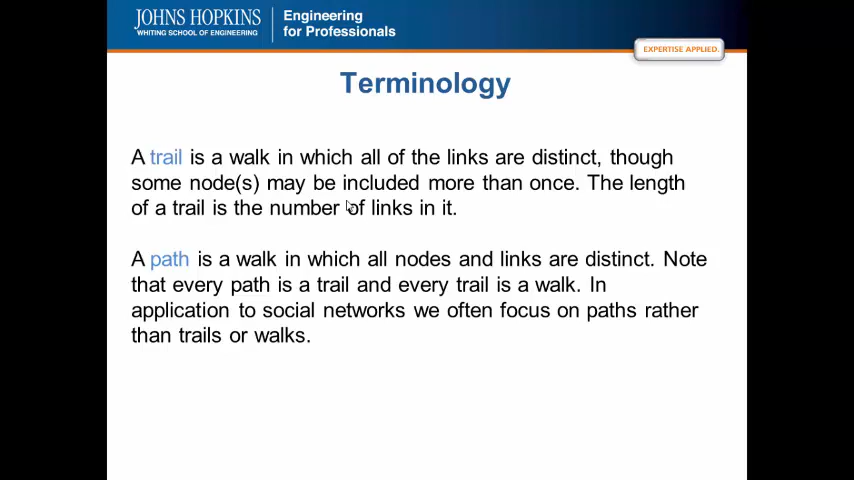 JOHNS HOPKINS
WHITING SCHOOL OF ENGINEERING
Engineering
for Professionals
EXPERTISE APPLIED.
Terminology
A trail is a walk in which all of the links are distinct, though
some node(s) may be included more than once. The length
of a trail is the number of links in it.
A path is a walk in which all nodes and links are distinct. Note
that every path is a trail and every trail is a walk. In
application to social networks we often focus on paths rather
than trails or walks.